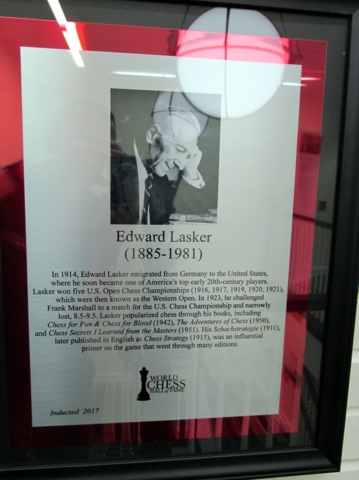 Edward Lasker
(1885-1981)
In 1914, Edward Lasker emigrated from Germany to the United States,
where he soon became one of America's top early 20th-century players.
Lasker won five U.S. Open Chess Championships (1916, 1917, 1919, 1920, 1921),
which were then known as the Western Open. In 1923, he challenged
Frank Marshall to a match for the U.S. Chess Championship and narrowly
lost, 8.5-9.5. Lasker popularized chess through his books, including
Chess for Fun & Chess for Blood (1942), The Adventures of Chess (1950),
and Chess Secrets I Learned from the Masters (1951). His Schachstrategie (1911),
later published in English as Chess Strategy (1915), was an influential
primer on the game that went through many editions.
WORLD
CHESS
HALL OF FAME
Inducted 2017